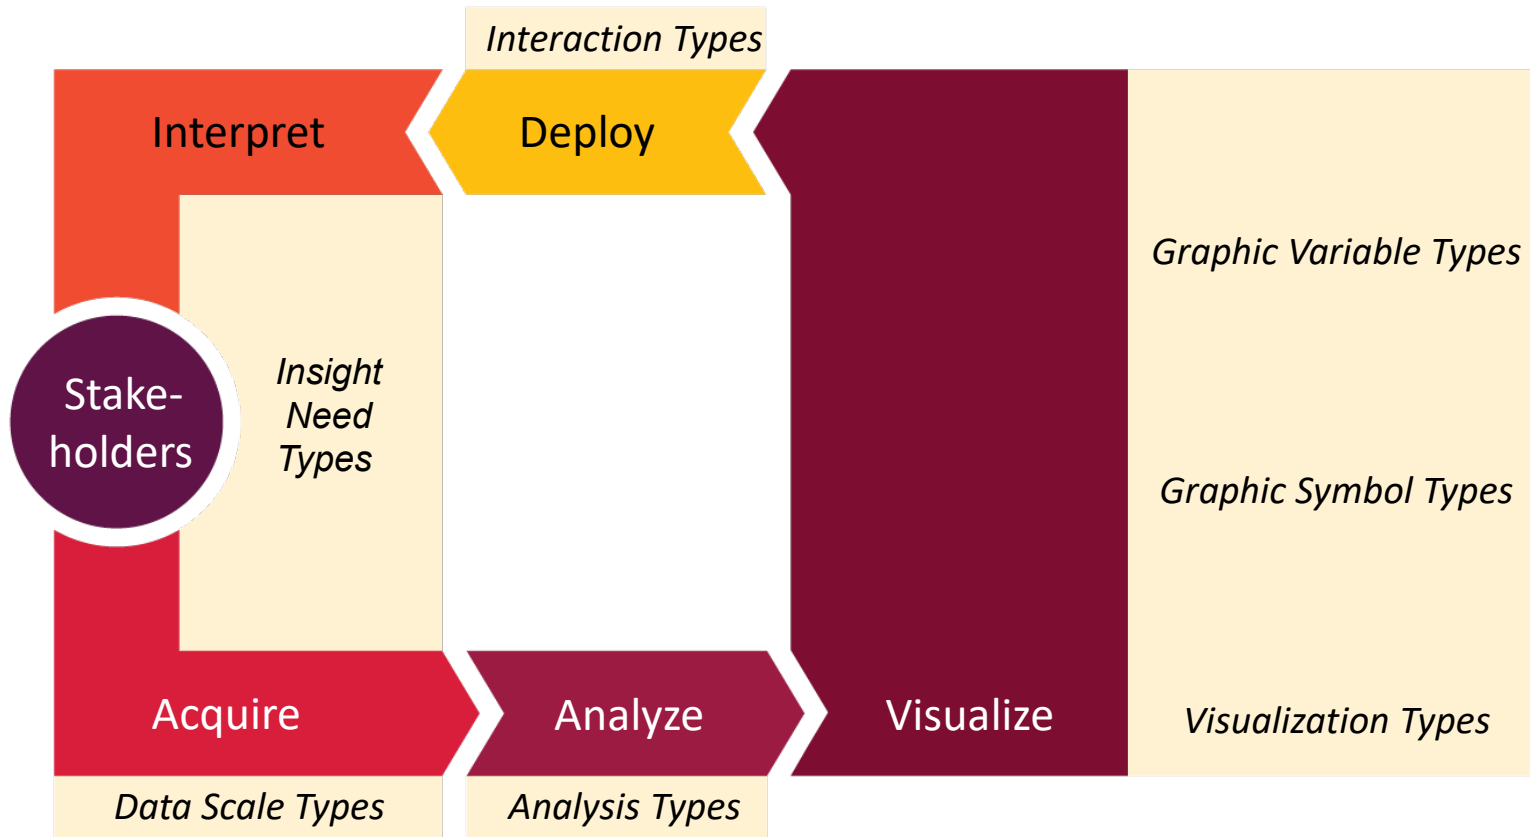 Interaction Types
Interpret
Deploy
Graphic Variable Types
Insight
Need
Types
Stake-
holders
Graphic Symbol Types
Acquire
Analyze
Visualize
Visualization Types
Data Scale Types
Analysis Types